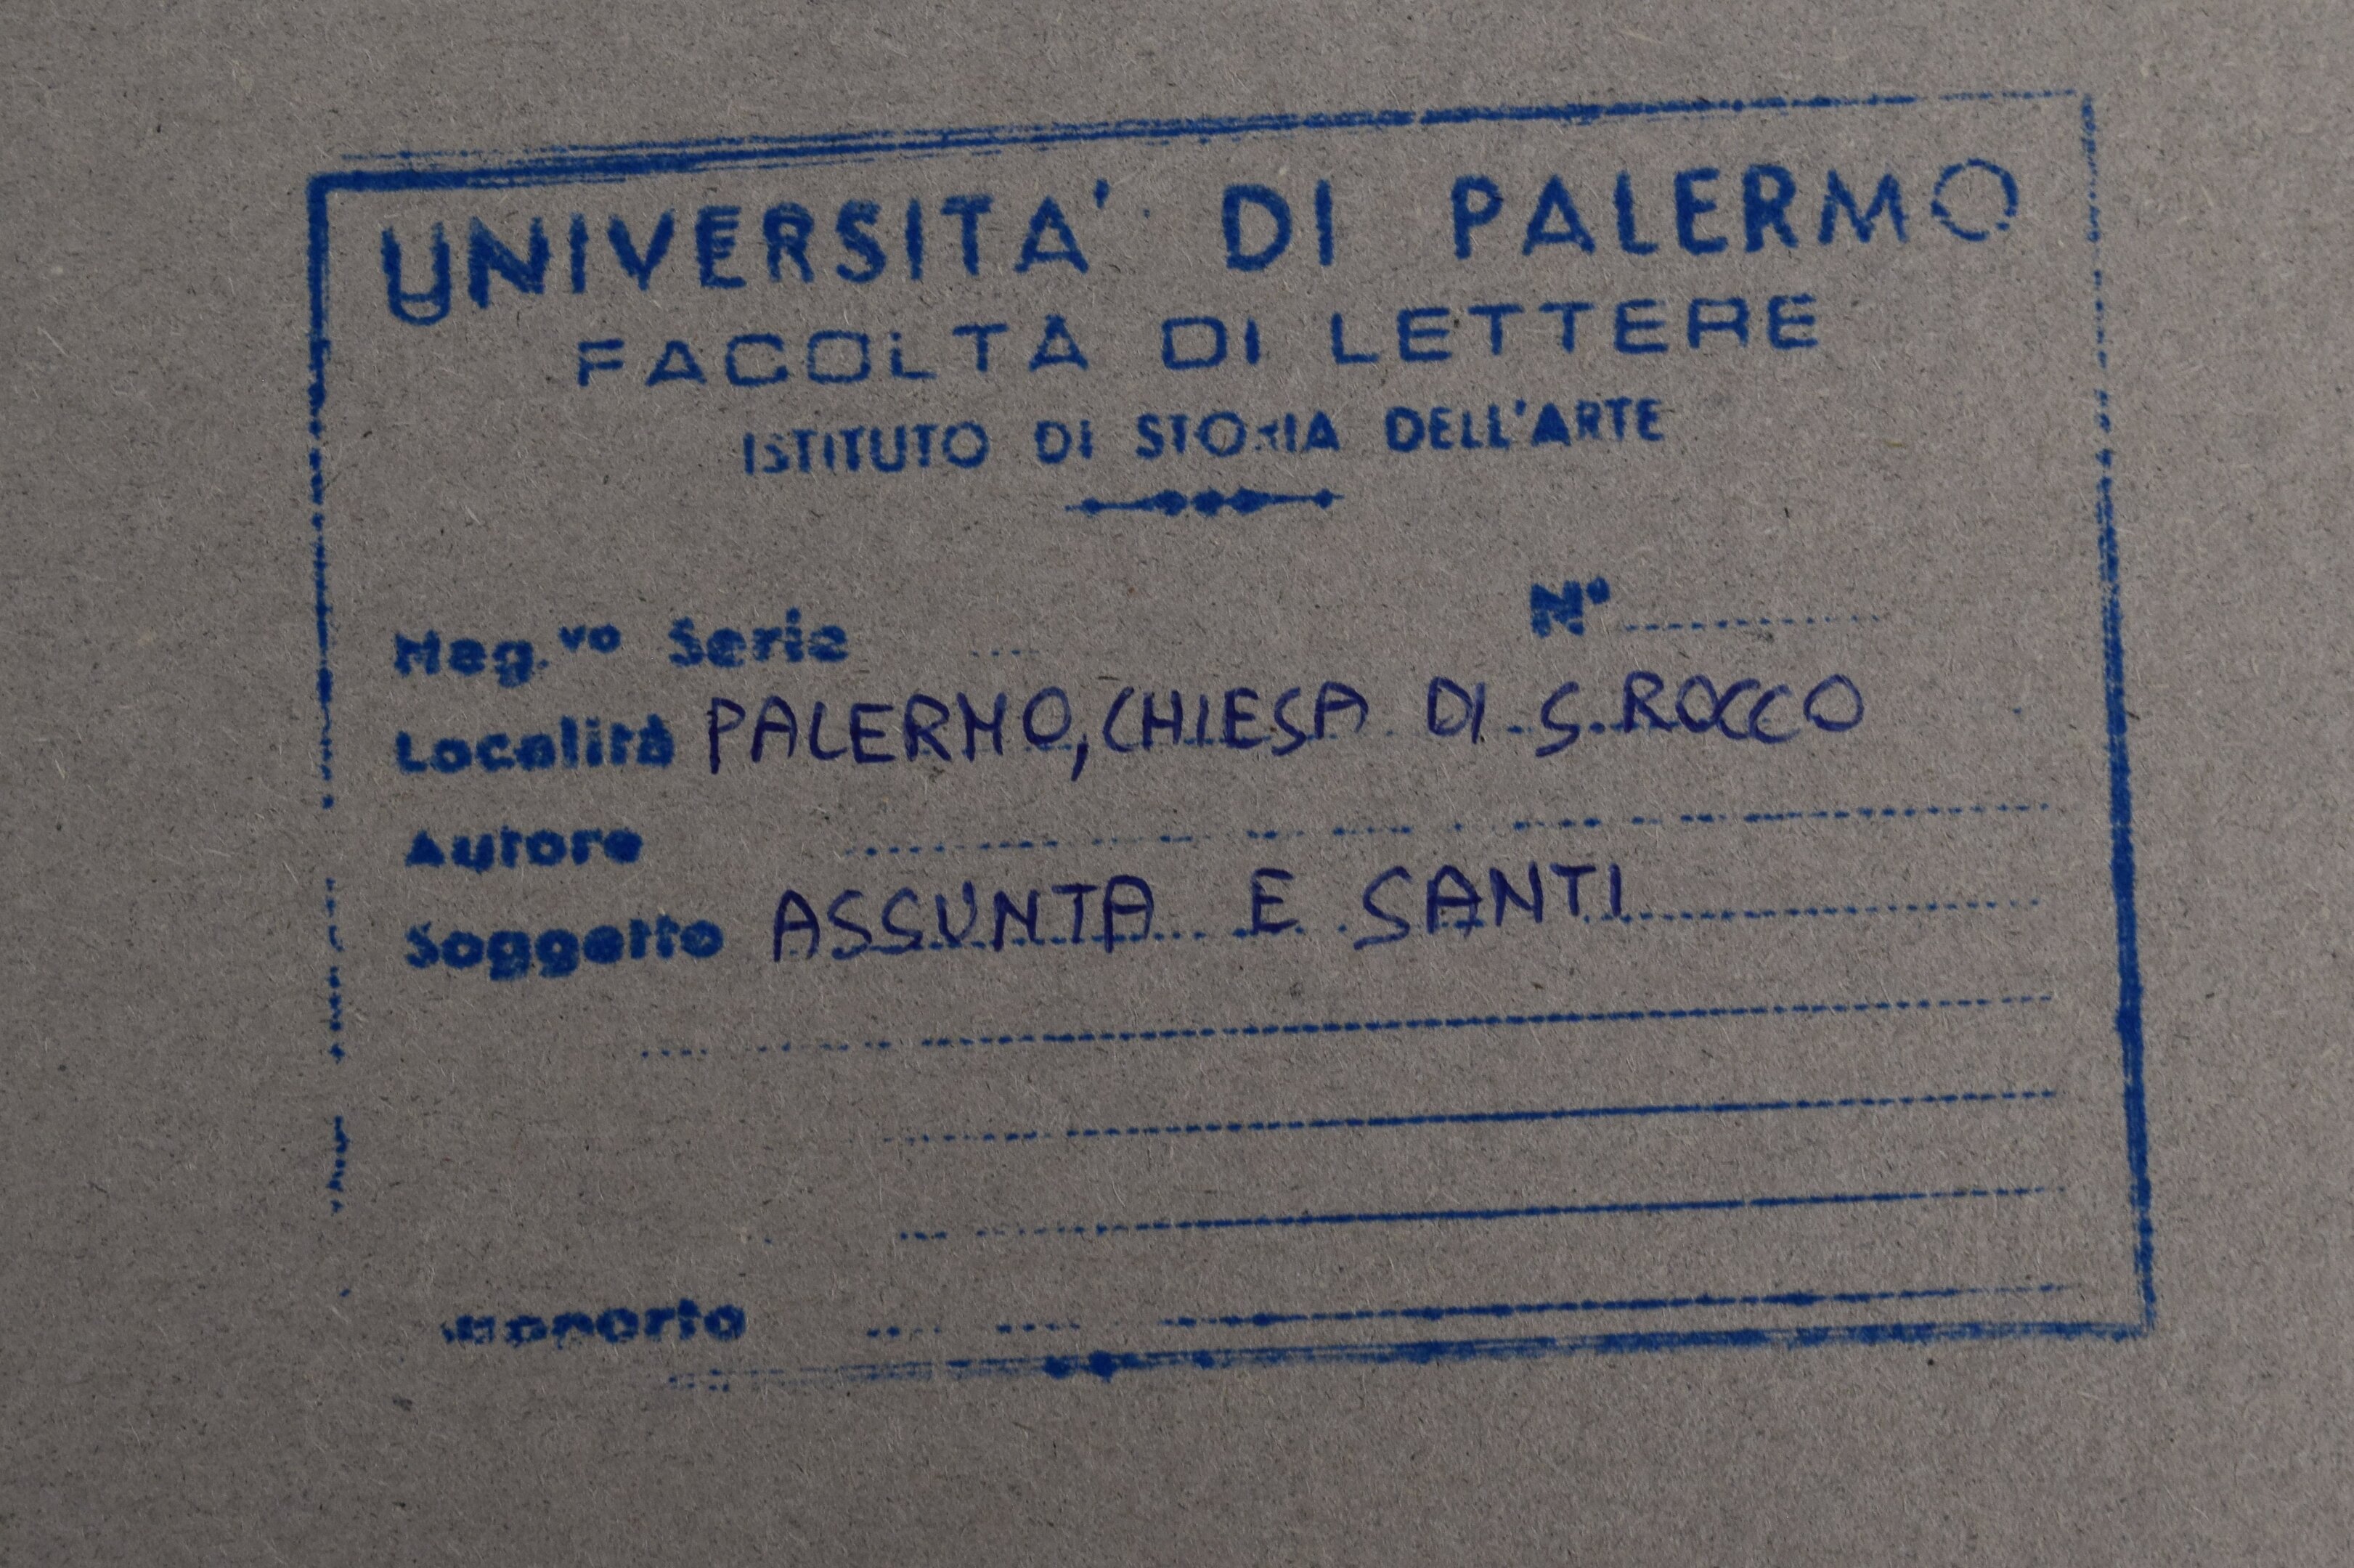 UNIVERSITA' DI PALERMO
FACOLTÀ DI LETTERE
ISTITUTO DI STORIA DELL'ARTE
Neg.vo Serie N°
Località PALERMO, CHIESA DI S. ROCCO
Autore
Soggetto ASSUNTA E SANTI